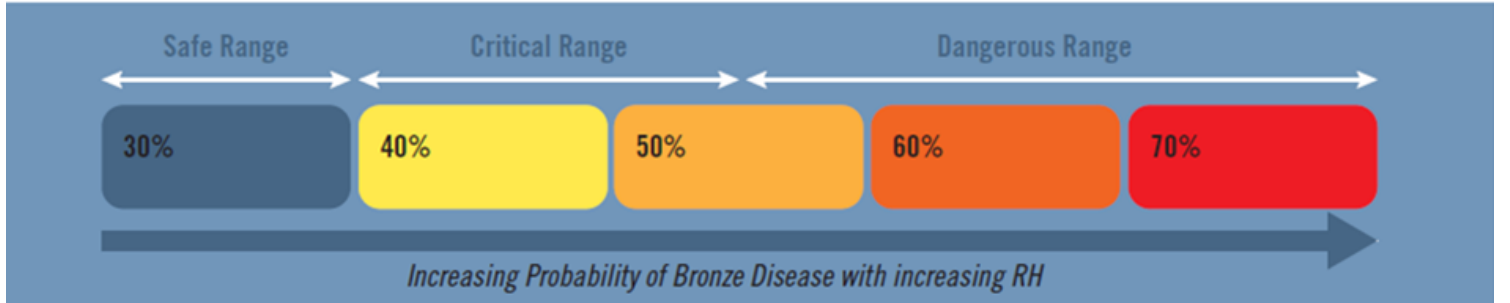 Safe Range Critical Range Dangerous Range
30% 40% 50% 60% 70%
Increasing Probability of Bronze Disease with increasing RH